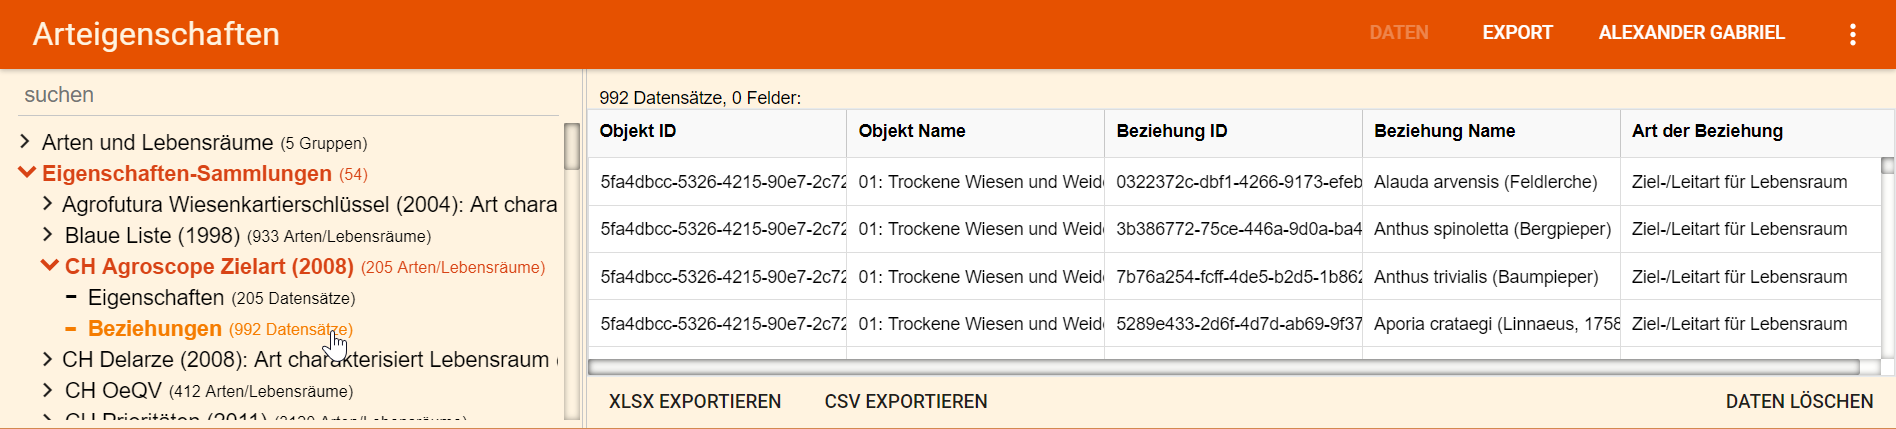 Arteigenschaften
DATEN EXPORT ALEXANDER GABRIEL
suchen
Arten und Lebensräume (5 Gruppen)
Eigenschaften-Sammlungen (54)
Agrofutura Wiesenkartierschlüssel (2004): Art chara
Blaue Liste (1998) (933 Arten/Lebensräume)
CH Agroscope Zielart (2008) (205 Arten/Lebensräume)
Eigenschaften (205 Datensätze)
Beziehungen (992 Datensätze)
CH Delarze (2008): Art charakterisiert Lebensraum
CH OeQV (412 Arten/Lebensräume)
CH Prioritäten (2011) (2120 Arten/Lebensräume)
992 Datensätze, 0 Felder:
Objekt ID Objekt Name Beziehung ID Beziehung Name Art der Beziehung
5fa4dbcc-5326-4215-90e7-2c72 01: Trockene Wiesen und Weid 0322372c-dbf1-4266-9173-efeb Alauda arvensis (Feldlerche) Ziel-/Leitart für Lebensraum
5fa4dbcc-5326-4215-90e7-2c72 01: Trockene Wiesen und Weid 3b386772-75ce-446a-9d0a-ba4 Anthus spinoletta (Bergpieper) Ziel-/Leitart für Lebensraum
5fa4dbcc-5326-4215-90e7-2c72 01: Trockene Wiesen und Weid 7b76a254-fcff-4de5-b2d5-1b862 Anthus trivialis (Baumpieper) Ziel-/Leitart für Lebensraum
5fa4dbcc-5326-4215-90e7-2c72 01: Trockene Wiesen und Weid 5289e433-2d6f-4d7d-ab69-9f37 Aporia crataegi (Linnaeus, 1758 Ziel-/Leitart für Lebensraum
XLSX EXPORTIEREN CSV EXPORTIEREN DATEN LÖSCHEN